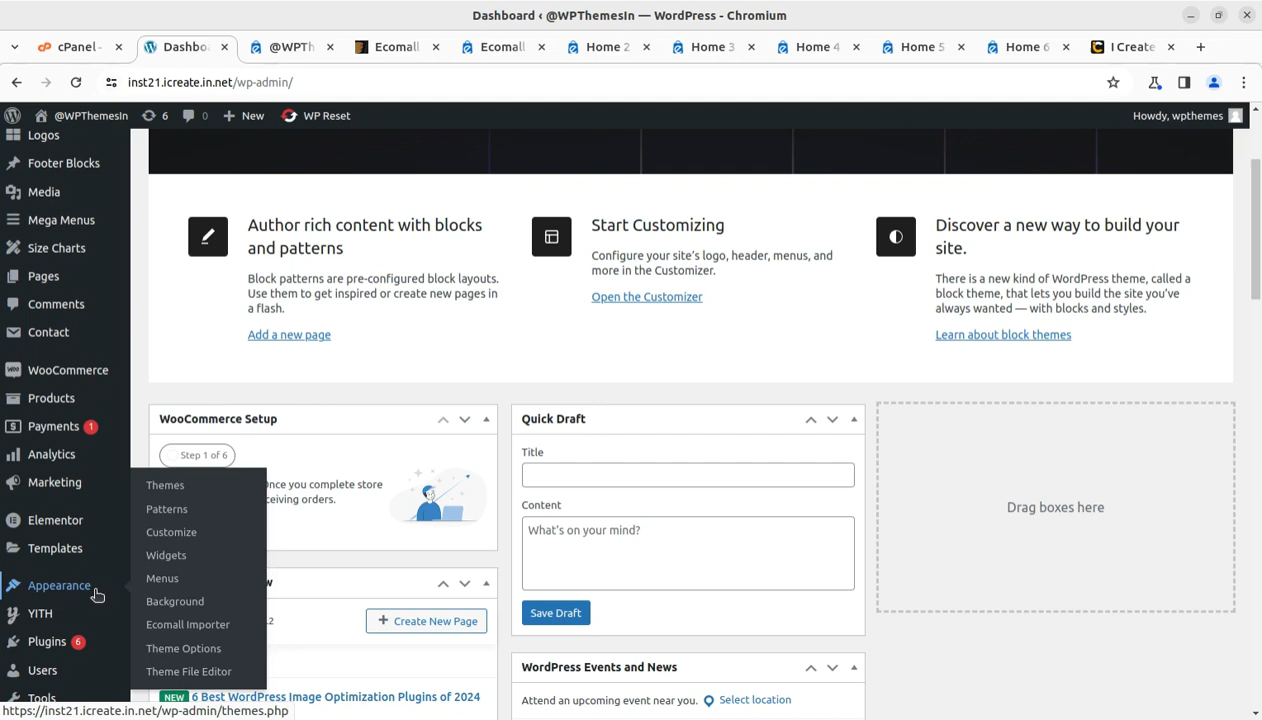 Dashboard ‹ @WPThemesIn — WordPress - Chromium
cPanel -
Dashbo
@WPTh
Ecomall
Ecomall
Home 2
Home 3
Home 4
Home 5
Home 6
I Create
inst21.icreate.in.net/wp-admin/
@WPThemesIn
6
0
New
WP Reset
Howdy, wpthemes
Logos
Footer Blocks
Media
Mega Menus
Size Charts
Pages
Comments
Contact
WooCommerce
Products
Payments 1
Analytics
Marketing
Elementor
Templates
Appearance
YITH
Plugins 6
Users
Tools
Themes
Patterns
Customize
Widgets
Menus
Background
Ecomall Importer
Theme Options
Theme File Editor
Author rich content with blocks
and patterns
Block patterns are pre-configured block layouts.
Use them to get inspired or create new pages in
a flash.
Add a new page
Start Customizing
Configure your site's logo, header, menus, and
more in the Customizer.
Open the Customizer
Discover a new way to build your
site.
There is a new kind of WordPress theme, called a
block theme, that lets you build the site you've
always wanted — with blocks and styles.
Learn about block themes
WooCommerce Setup
Step 1 of 6
Once you complete store
Create New Page
NEW 6 Best WordPress Image Optimization Plugins of 2024
Quick Draft
Title
Content
What's on your mind?
Save Draft
WordPress Events and News
Attend an upcoming event near you.
Select location
Drag boxes here
https://inst21.icreate.in.net/wp-admin/themes.php